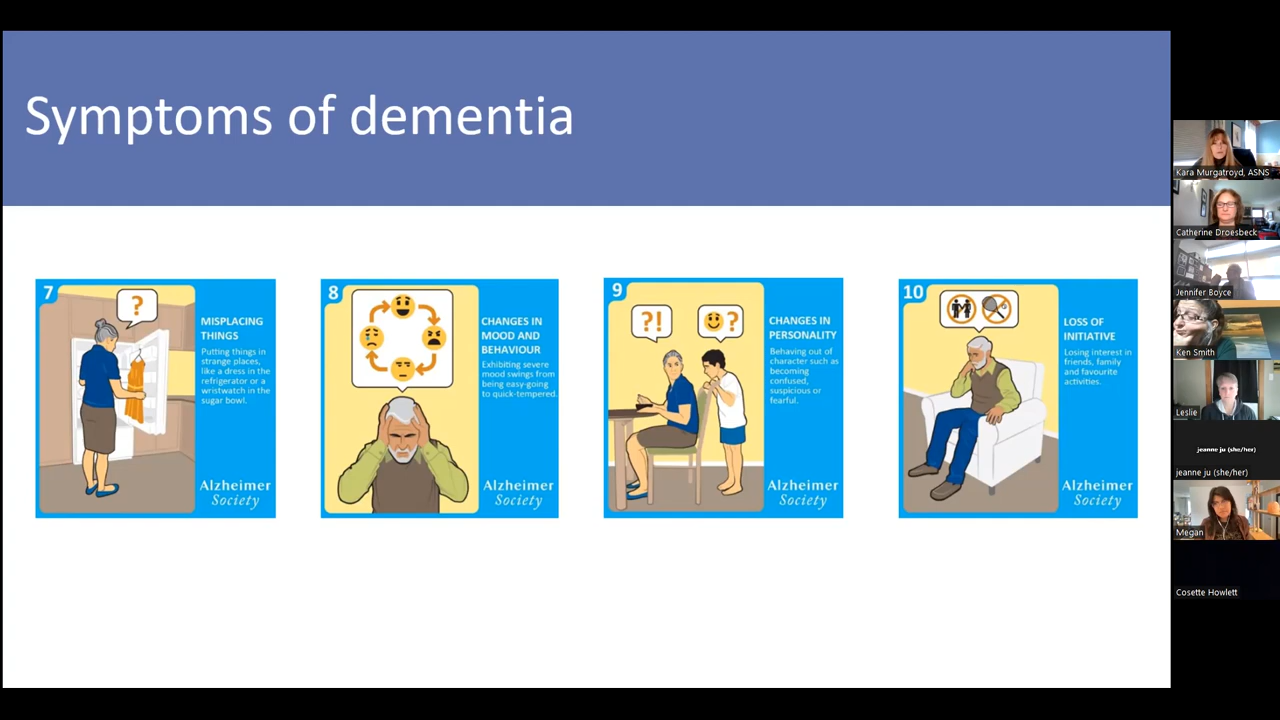 Symptoms of dementia
7
?
MISPLACING
THINGS
Putting things in
strange places,
like a dress in the
refrigerator or a
wristwatch in the
sugar bowl.
Alzheimer
Society
8
CHANGES IN
MOOD AND
BEHAVIOUR
Exhibiting severe
mood swings from
being easy-going
to quick-tempered.
Alzheimer
Society
9
?!
?
CHANGES IN
PERSONALITY
Behaving out of
character such as
becoming
confused,
suspicious or
fearful.
Alzheimer
Society
10
LOSS OF
INITIATIVE
Losing interest in
friends, family
and favourite
activities.
Alzheimer
Society
Kara Murgatroyd, ASNS
Catherine Droesbeck
Jennifer Boyce
Ken Smith
Leslie
jeanne ju (she/her)
jeanne ju (she/her)
Megan
Cosette Howlett